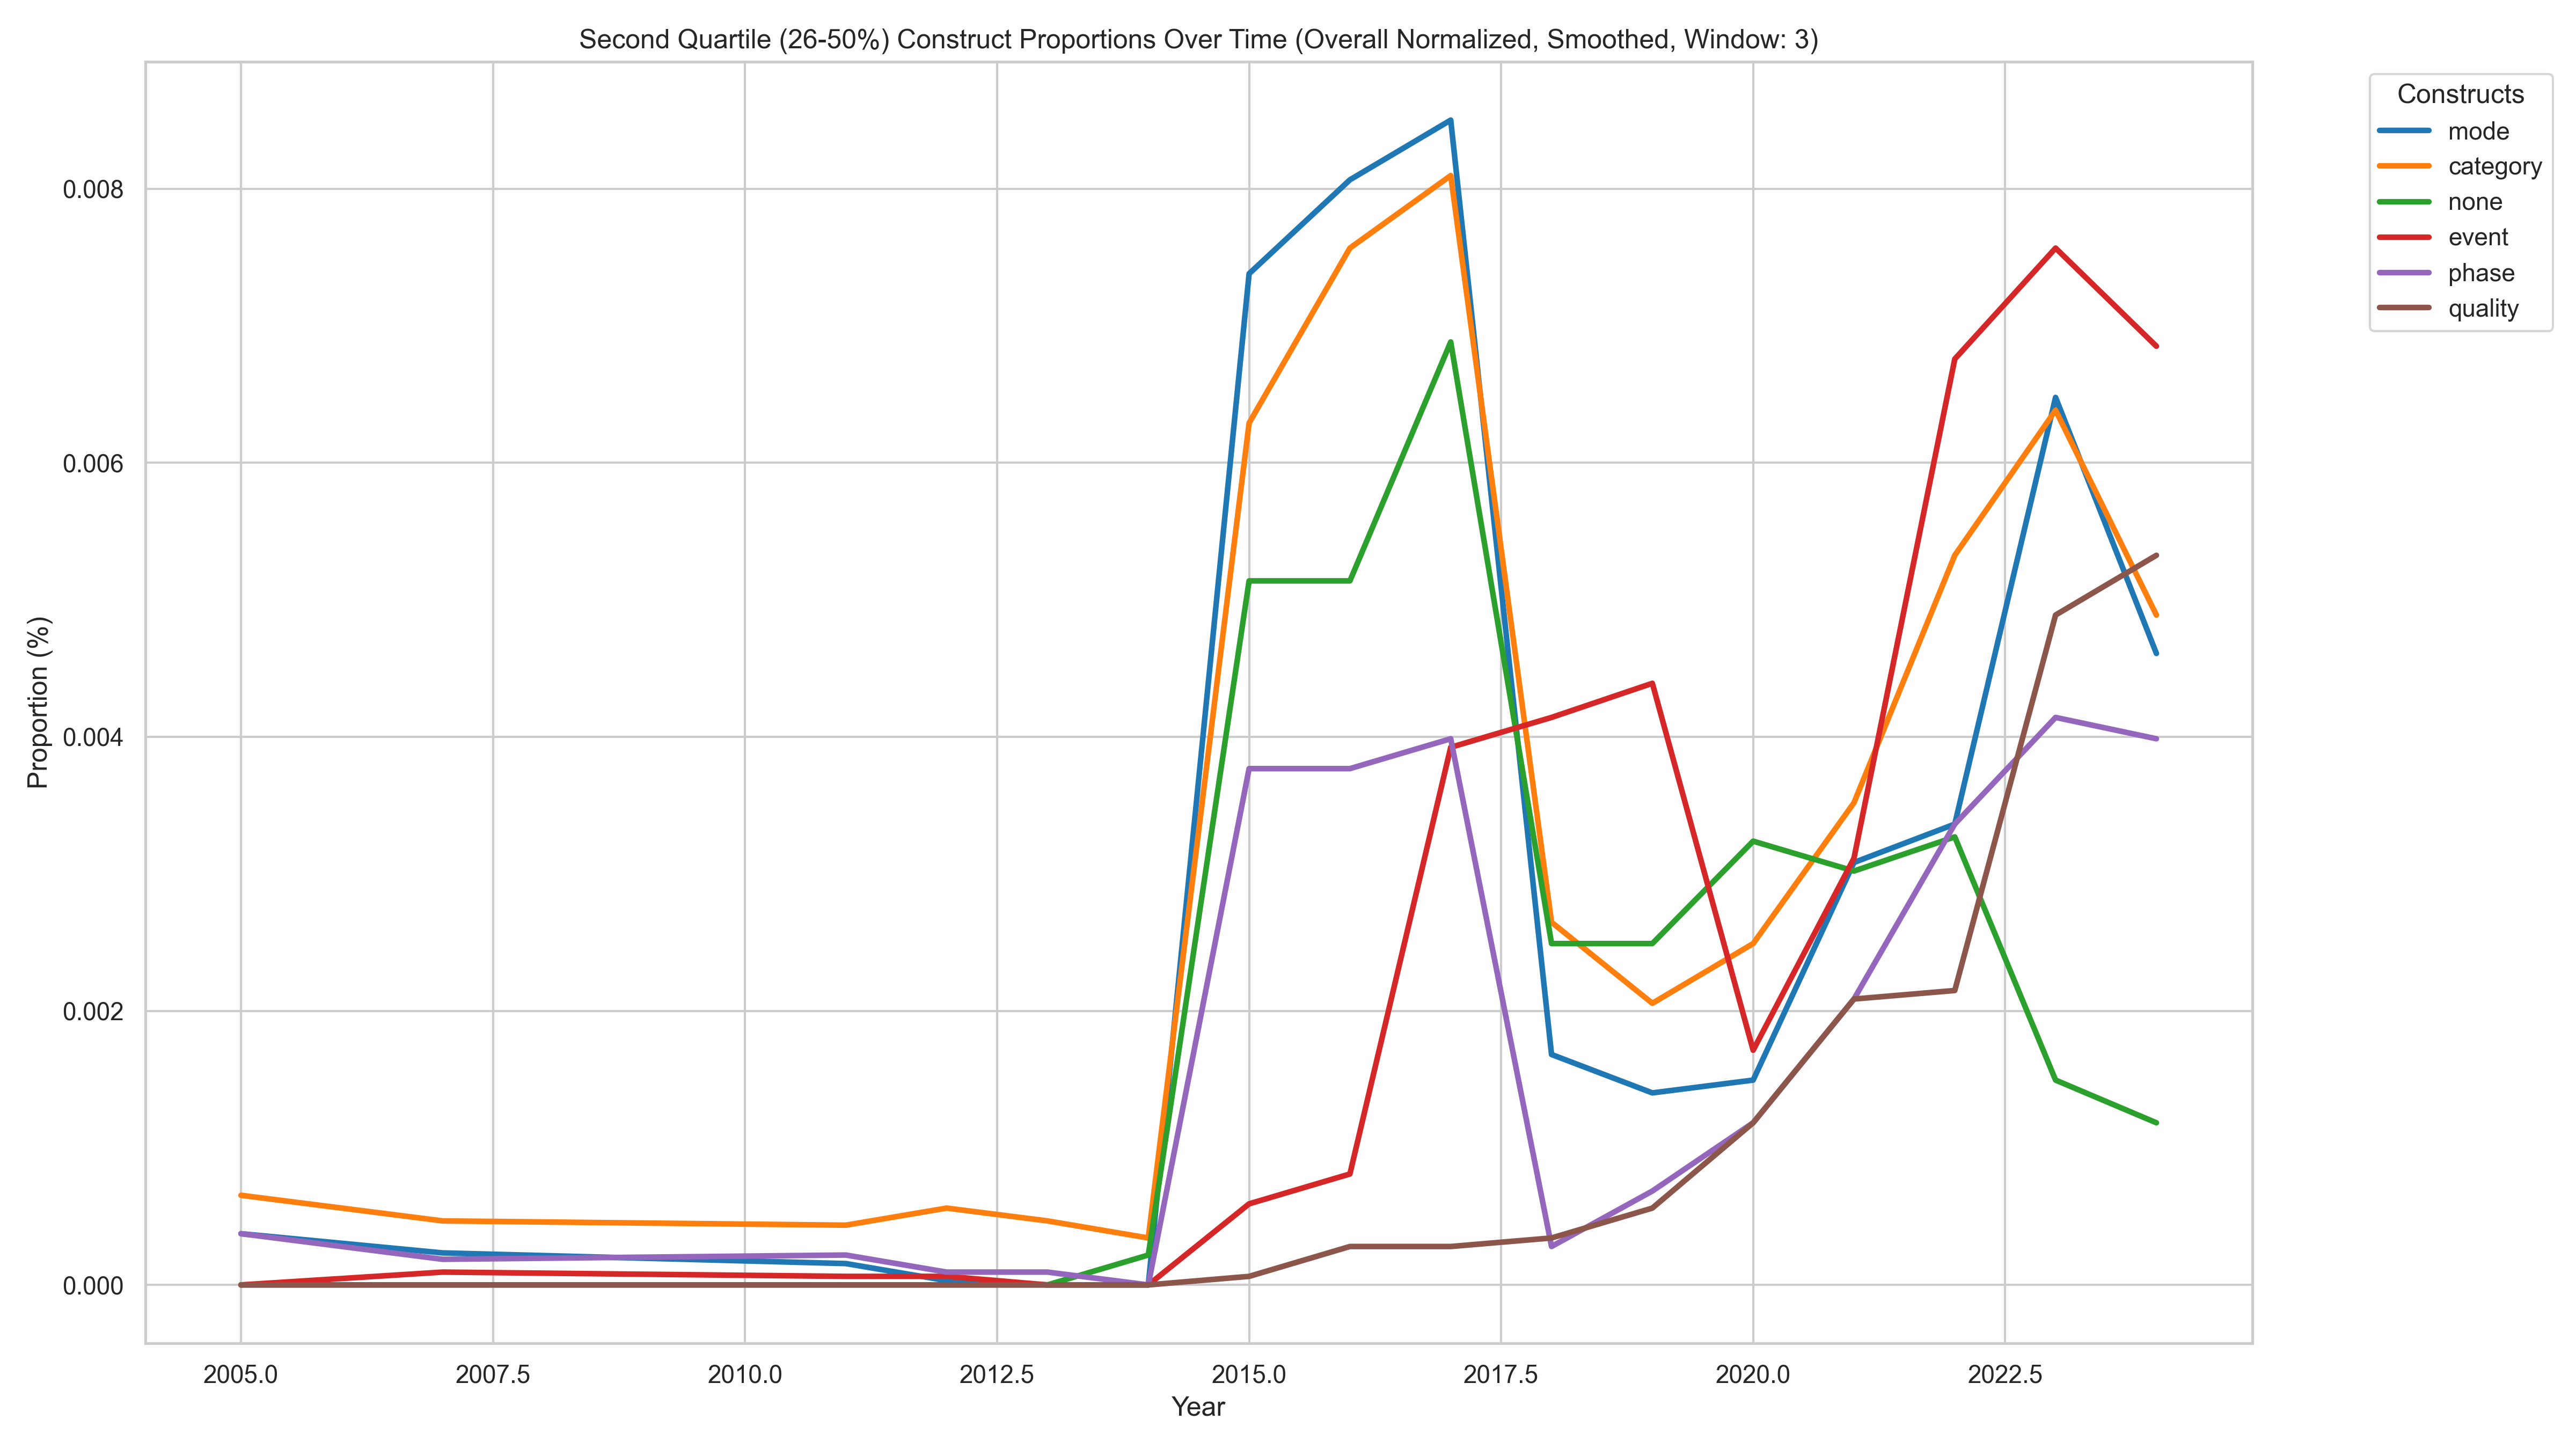 Second Quartile (26-50%) Construct Proportions Over Time (Overall Normalized, Smoothed, Window: 3)
Constructs
mode
category
none
event
phase
quality
Proportion (%)
0.008
0.006
0.004
0.002
0.000
2005.0
2007.5
2010.0
2012.5
2015.0
2017.5
2020.0
2022.5
Year